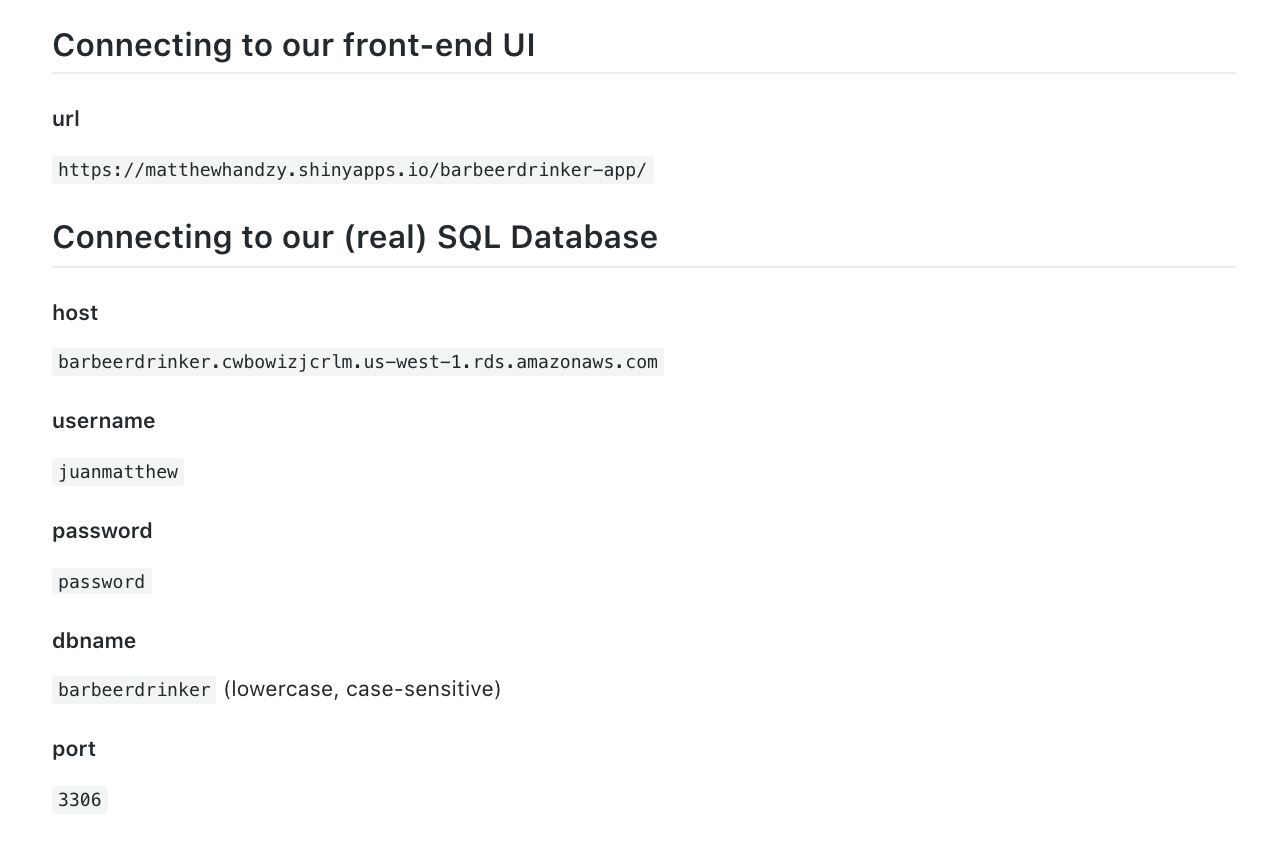 Connecting to our front-end UI
url
https://matthewhandzy.shinyapps.io/barbeerdrinker-app/
Connecting to our (real) SQL Database
host
barbeerdrinker.cwbowizjcrlm.us-west-1.rds.amazonaws.com
username
juanmatthew
password
password
dbname
barbeerdrinker (lowercase, case-sensitive)
port
3306